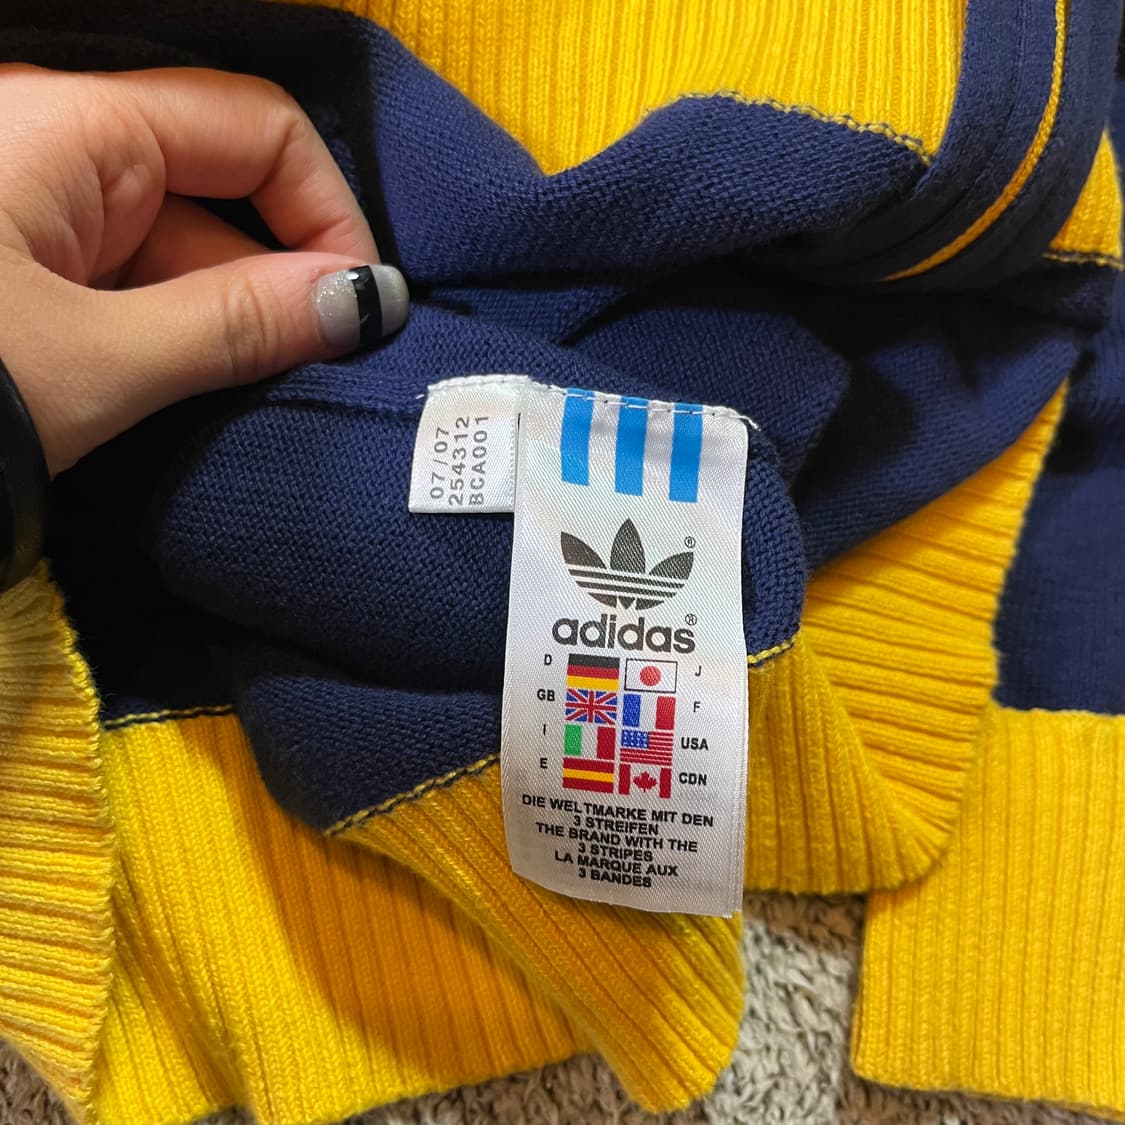 07/07
254312
BCA001
®
adidas®
D J
GB F
I USA
E CDN
DIE WELTMARKE MIT DEN
3 STREIFEN
THE BRAND WITH THE
3 STRIPES
LA MARQUE AUX
3 BANDES